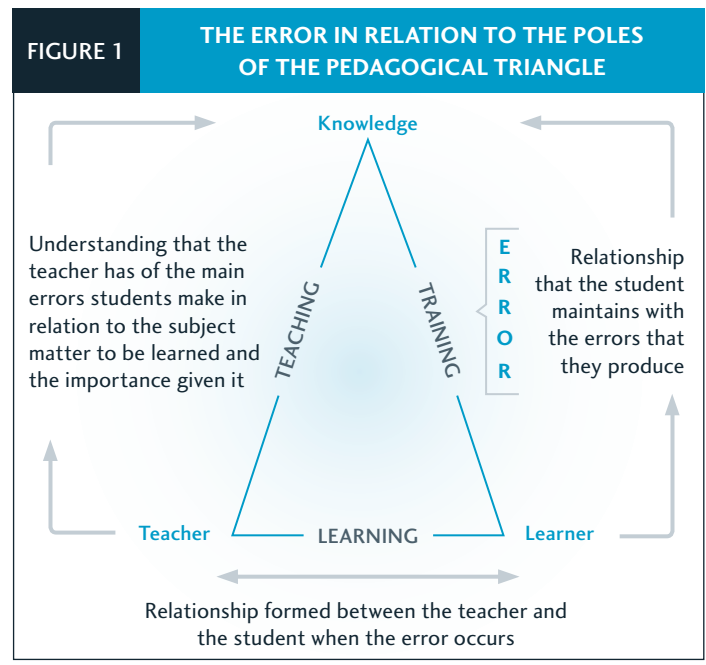 FIGURE 1
THE ERROR IN RELATION TO THE POLES
OF THE PEDAGOGICAL TRIANGLE
Knowledge
Understanding that the
teacher has of the main
errors students make in
relation to the subject
matter to be learned and
the importance given it
TEACHING
TRAINING
E
R
R
O
R
Relationship
that the student
maintains with
the errors that
they produce
Teacher
LEARNING
Learner
Relationship formed between the teacher and
the student when the error occurs